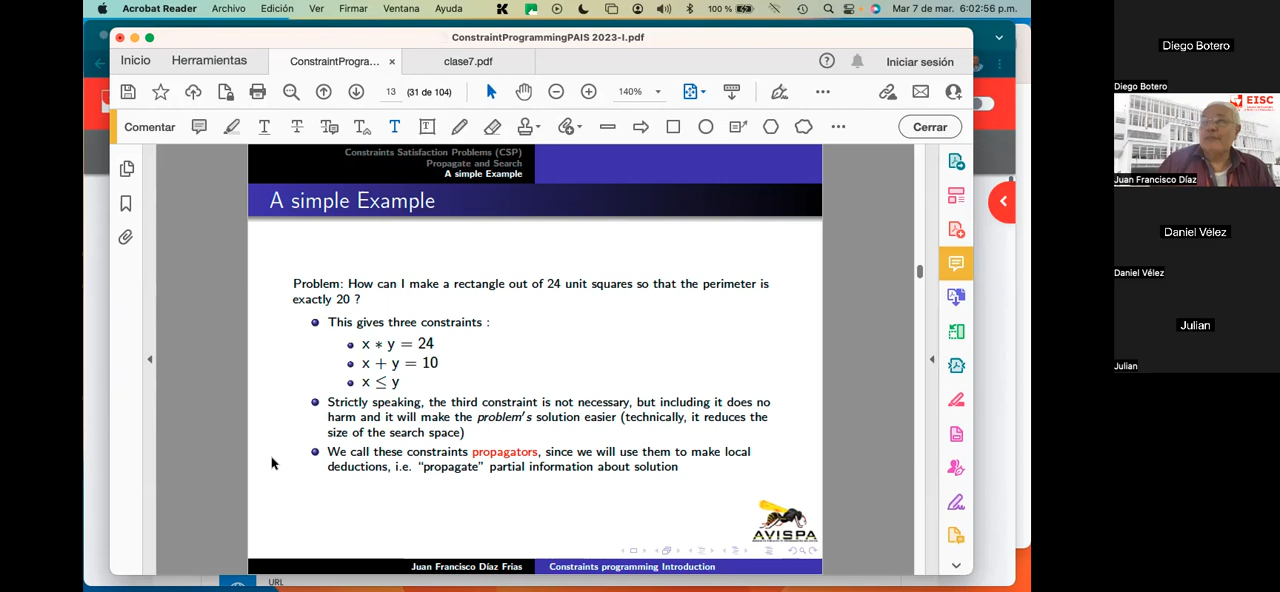 Acrobat Reader Archivo Edición Ver Firmar Ventana Ayuda 100 % Mar 7 de mar. 6:02:56 p.m.
ConstraintProgrammingPAIS 2023-I.pdf
Inicio Herramientas ConstraintProgra... × clase7.pdf Iniciar sesión
13 (31 de 104) 140%
Comentar Cerrar
Constraints Satisfaction Problems (CSP)
Propagate and Search
A simple Example
A simple Example
Problem: How can I make a rectangle out of 24 unit squares so that the perimeter is
exactly 20 ?
This gives three constraints :
x * y = 24
x + y = 10
x ≤ y
Strictly speaking, the third constraint is not necessary, but including it does no
harm and it will make the problem's solution easier (technically, it reduces the
size of the search space)
We call these constraints propagators, since we will use them to make local
deductions, i.e. "propagate" partial information about solution
AVISPA
Juan Francisco Díaz Frias Constraints programming Introduction
URL
Diego Botero
Diego Botero
EISC
Juan Francisco Díaz
Daniel Vélez
Daniel Vélez
Julian
Julian